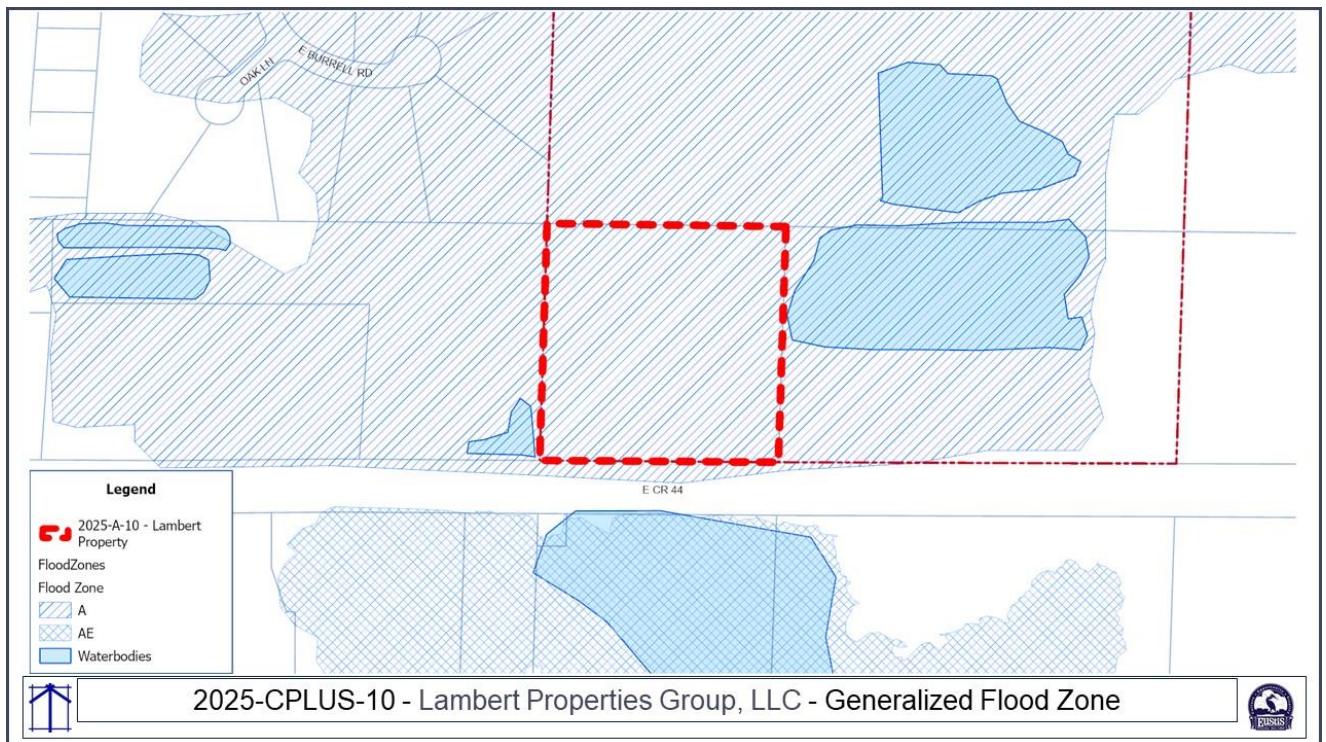 OAK LN
E BURRELL RD
E CR 44
Legend
2025-A-10 - Lambert
Property
FloodZones
Flood Zone
A
AE
Waterbodies
2025-CPLUS-10 - Lambert Properties Group, LLC - Generalized Flood Zone
EUSTIS